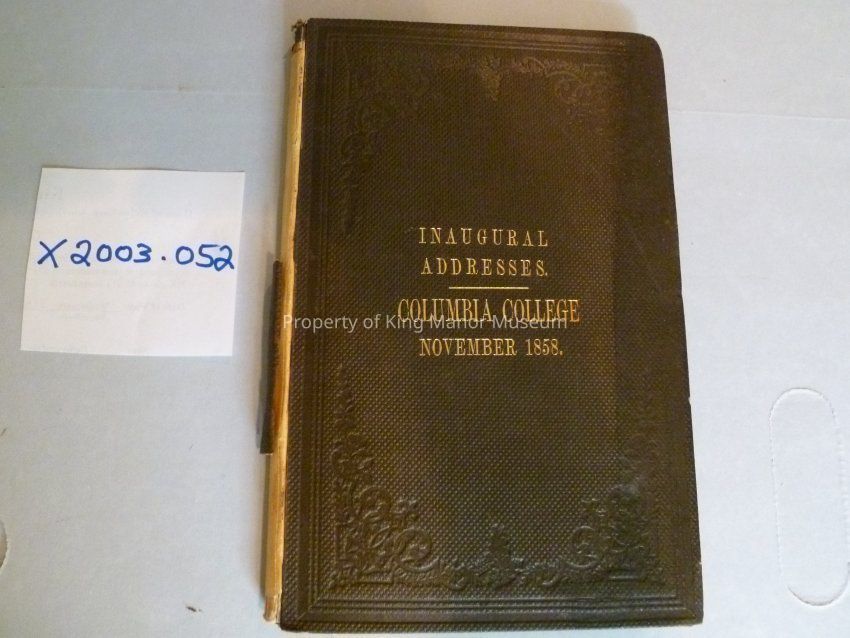 X2003.052
INAUGURAL
ADDRESSES.
COLUMBIA COLLEGE
NOVEMBER 1858.
Property of King Manor Museum